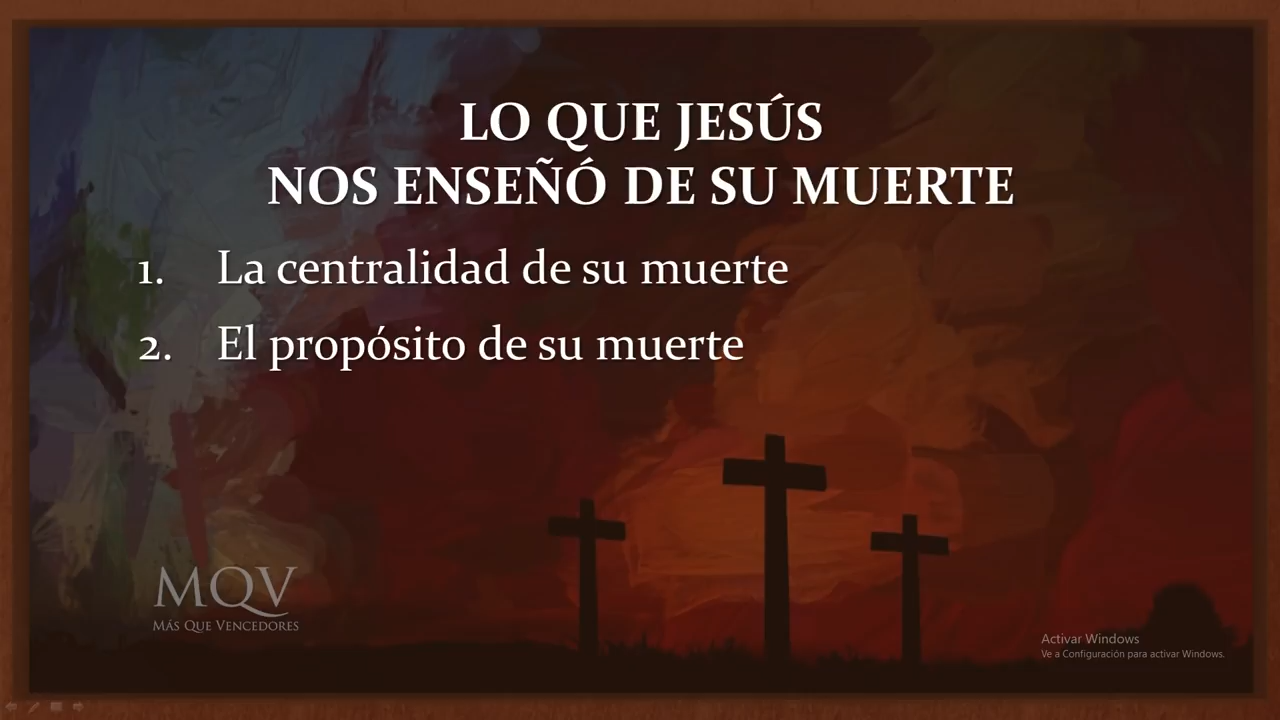 LO QUE JESÚS
NOS ENSEÑÓ DE SU MUERTE
1. La centralidad de su muerte
2. El propósito de su muerte
MQV
MÁS QUE VENCEDORES
Activar Windows
Ve a Configuración para activar Windows.